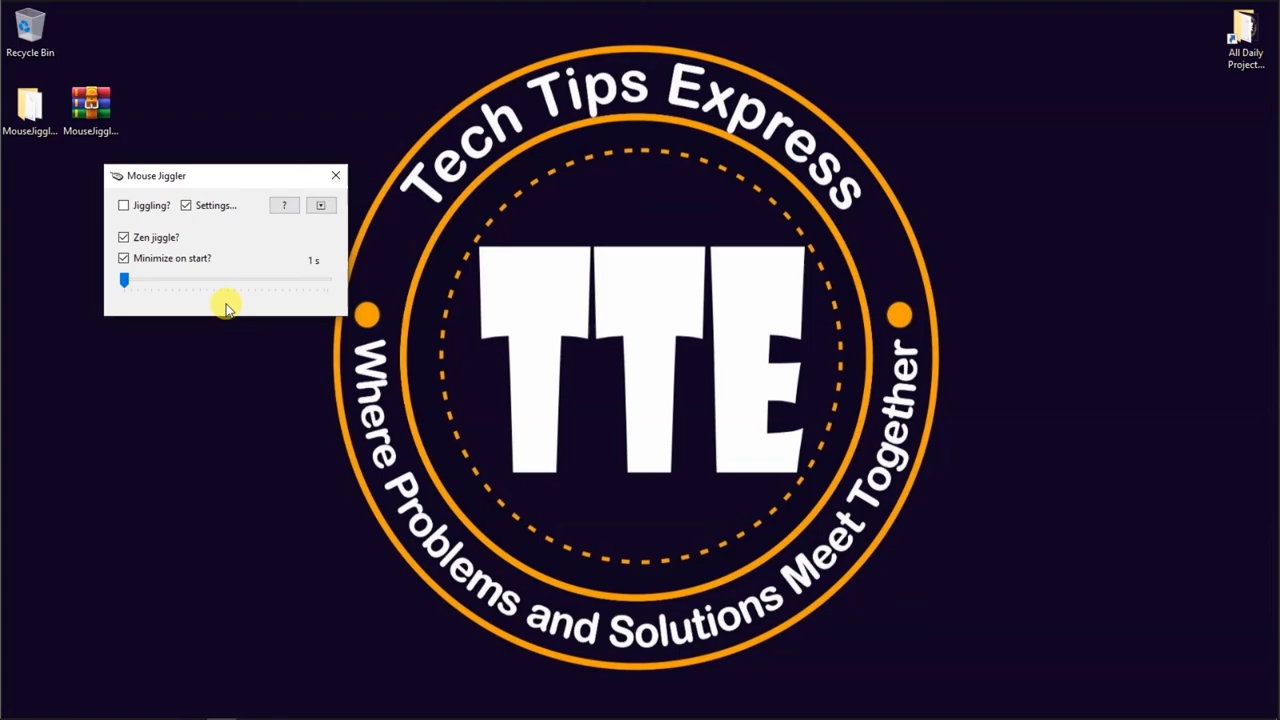 Recycle Bin
MouseJiggl...
MouseJiggl...
All Daily
Project...
Mouse Jiggler
Jiggling?
Settings...
?
Zen jiggle?
Minimize on start?
1 s
Tech Tips Express
TTE
Where Problems and Solutions Meet Together